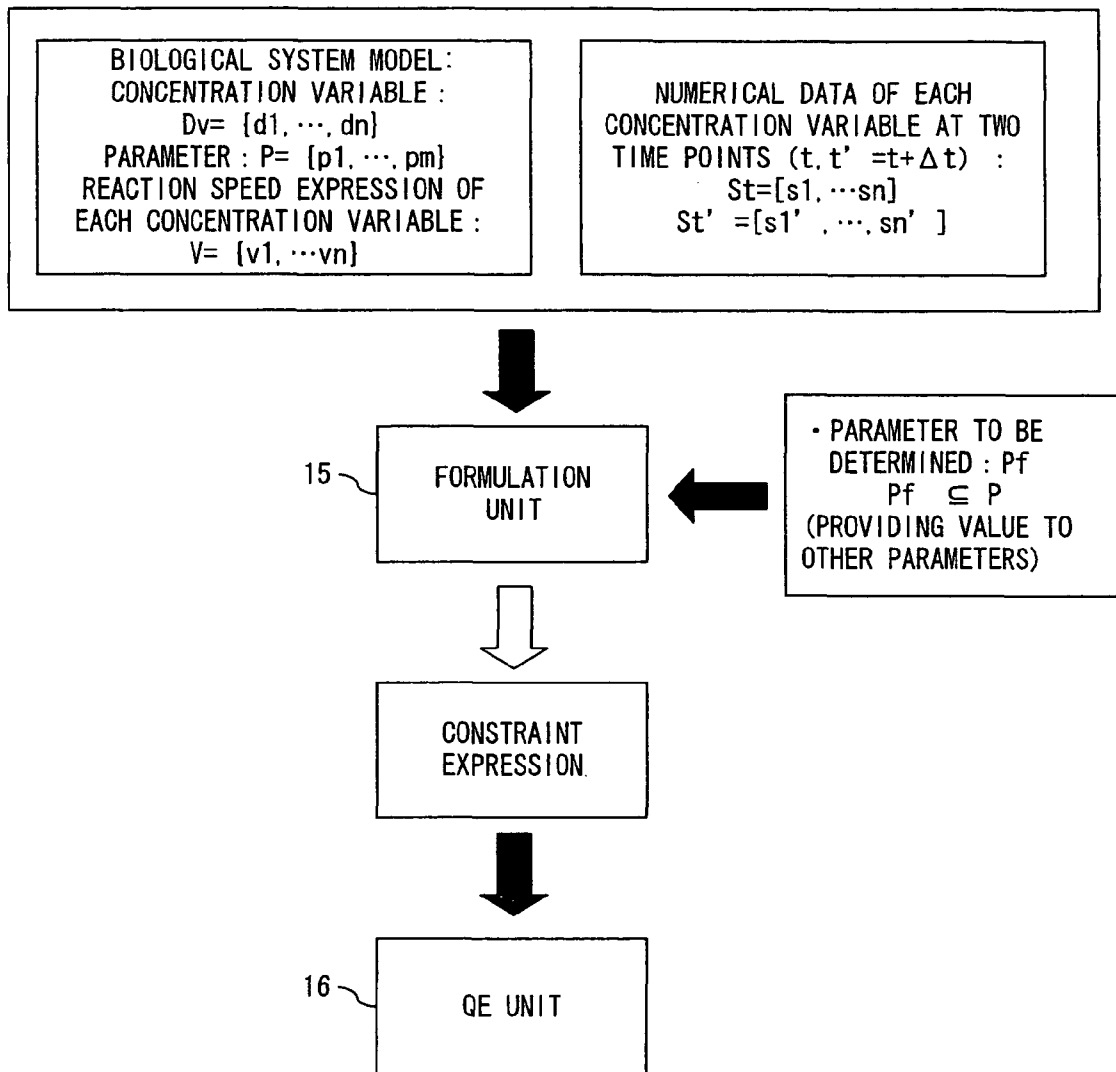 BIOLOGICAL SYSTEM MODEL:
CONCENTRATION VARIABLE :
Dv= {d1, ⋯, dn}
PARAMETER : P= {p1, ⋯, pm}
REACTION SPEED EXPRESSION OF
EACH CONCENTRATION VARIABLE :
V= {v1, ⋯vn}
NUMERICAL DATA OF EACH
CONCENTRATION VARIABLE AT TWO
TIME POINTS (t, t' =t+Δt) :
St=[s1, ⋯sn]
St' =[s1' , ⋯, sn' ]
15
FORMULATION
UNIT
・PARAMETER TO BE
DETERMINED : Pf
Pf ⊆ P
(PROVIDING VALUE TO
OTHER PARAMETERS)
CONSTRAINT
EXPRESSION.
16
QE UNIT